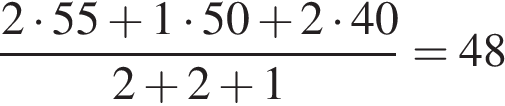 2 · 55 + 1 · 50 + 2 · 40
2 + 2 + 1
= 48